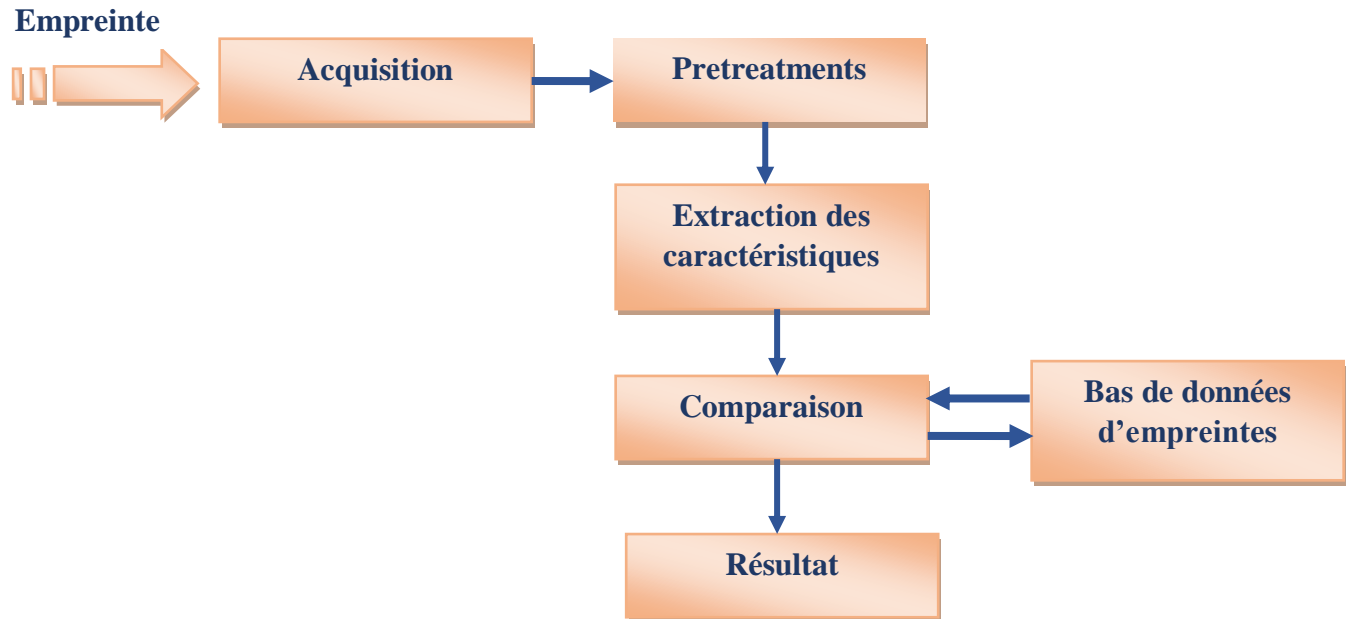 Empreinte
Acquisition
Pretreatments
Extraction des
caractéristiques
Comparaison
Bas de données
d’empreintes
Résultat